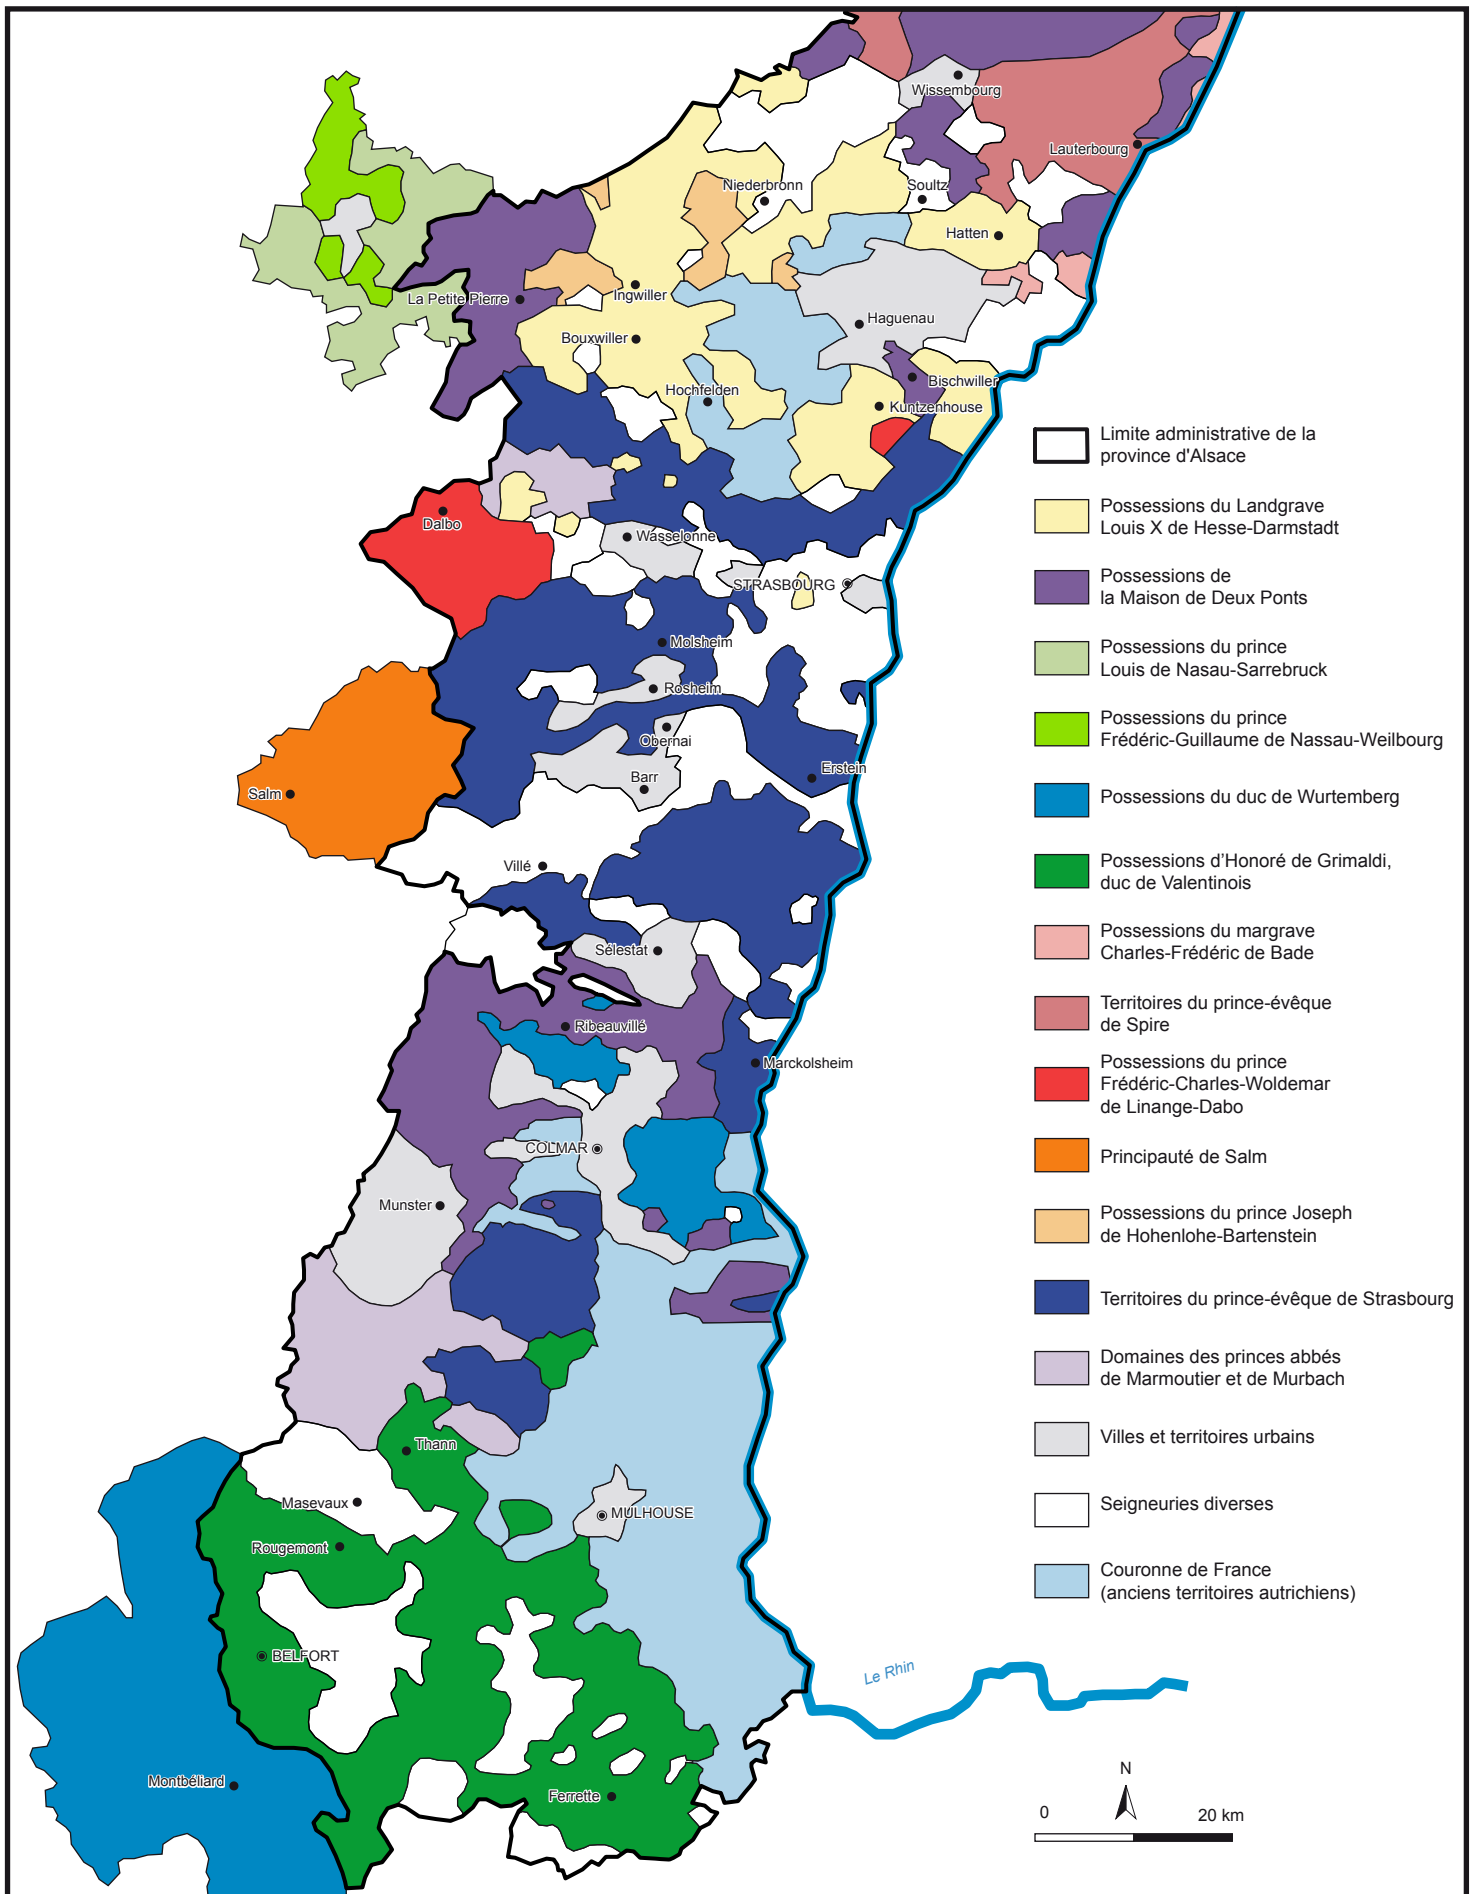 Wissembourg
Lauterbourg
Niederbronn
Soultz
Hatten
La Petite Pierre
Ingwiller
Haguenau
Bouxwiller
Bischwiller
Hochfelden
Kuntzenhouse
Dalbo
Wasselonne
STRASBOURG
Molsheim
Rosheim
Obernai
Erstein
Barr
Salm
Villé
Sélestat
Ribeauvillé
Marckolsheim
COLMAR
Munster
Thann
Masevaux
MULHOUSE
Rougemont
BELFORT
Le Rhin
Montbéliard
Ferrette
Limite administrative de la
province d'Alsace
Possessions du Landgrave
Louis X de Hesse-Darmstadt
Possessions de
la Maison de Deux Ponts
Possessions du prince
Louis de Nasau-Sarrebruck
Possessions du prince
Frédéric-Guillaume de Nassau-Weilbourg
Possessions du duc de Wurtemberg
Possessions d’Honoré de Grimaldi,
duc de Valentinois
Possessions du margrave
Charles-Frédéric de Bade
Territoires du prince-évêque
de Spire
Possessions du prince
Frédéric-Charles-Woldemar
de Linange-Dabo
Principauté de Salm
Possessions du prince Joseph
de Hohenlohe-Bartenstein
Territoires du prince-évêque de Strasbourg
Domaines des princes abbés
de Marmoutier et de Murbach
Villes et territoires urbains
Seigneuries diverses
Couronne de France
(anciens territoires autrichiens)
N
0 20 km